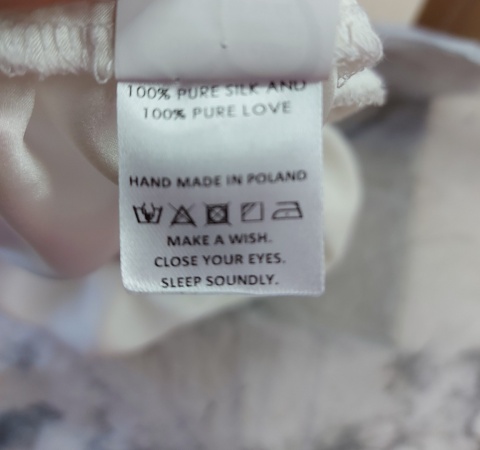 100% PURE SILK AND
100% PURE LOVE
HAND MADE IN POLAND
MAKE A WISH.
CLOSE YOUR EYES.
SLEEP SOUNDLY.